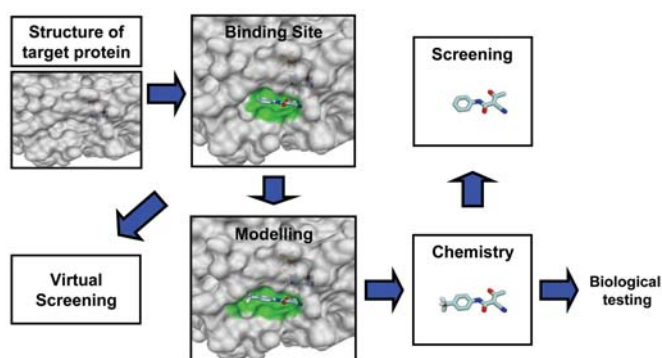 Structure of
target protein
Binding Site
Screening
Virtual
Screening
Modelling
Chemistry
Biological
testing